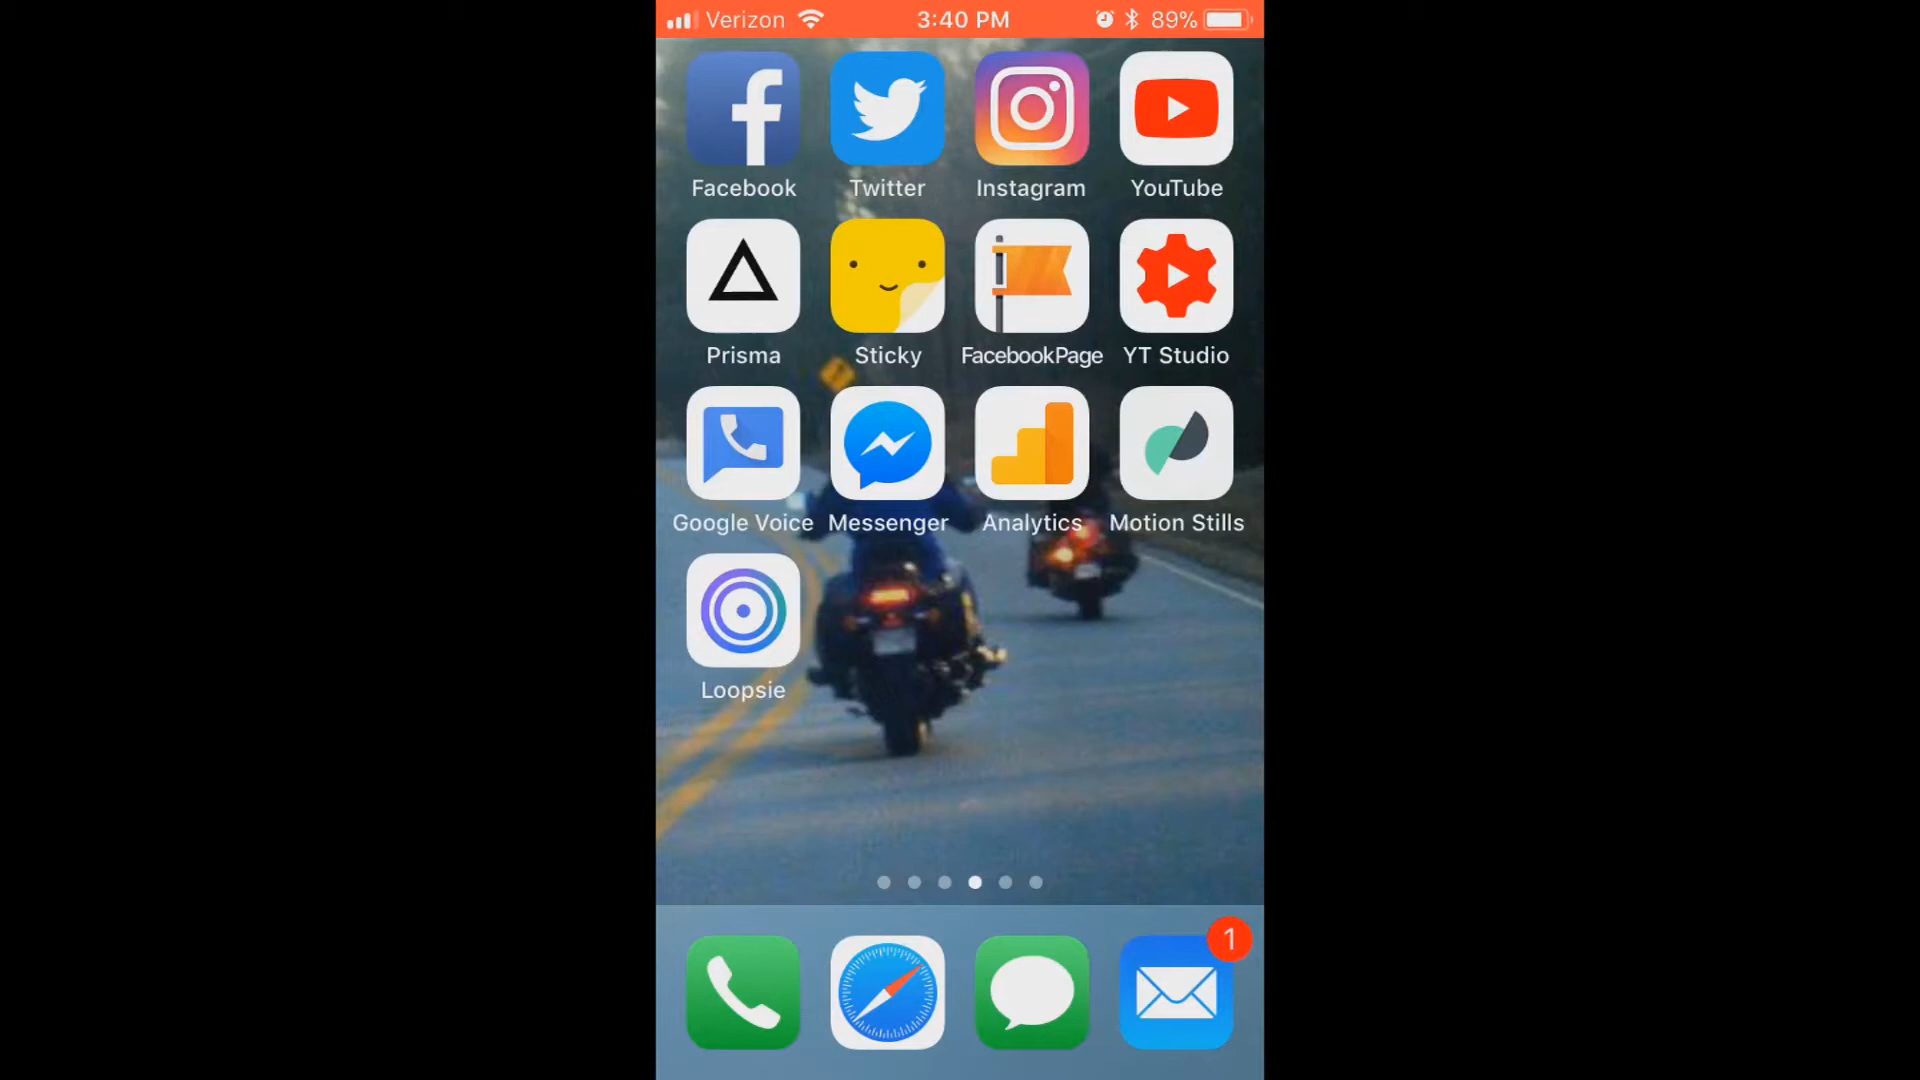 Verizon 3:40 PM 89%
Facebook Twitter Instagram YouTube
Prisma Sticky FacebookPage YT Studio
Google Voice Messenger Analytics Motion Stills
Loopsie
1